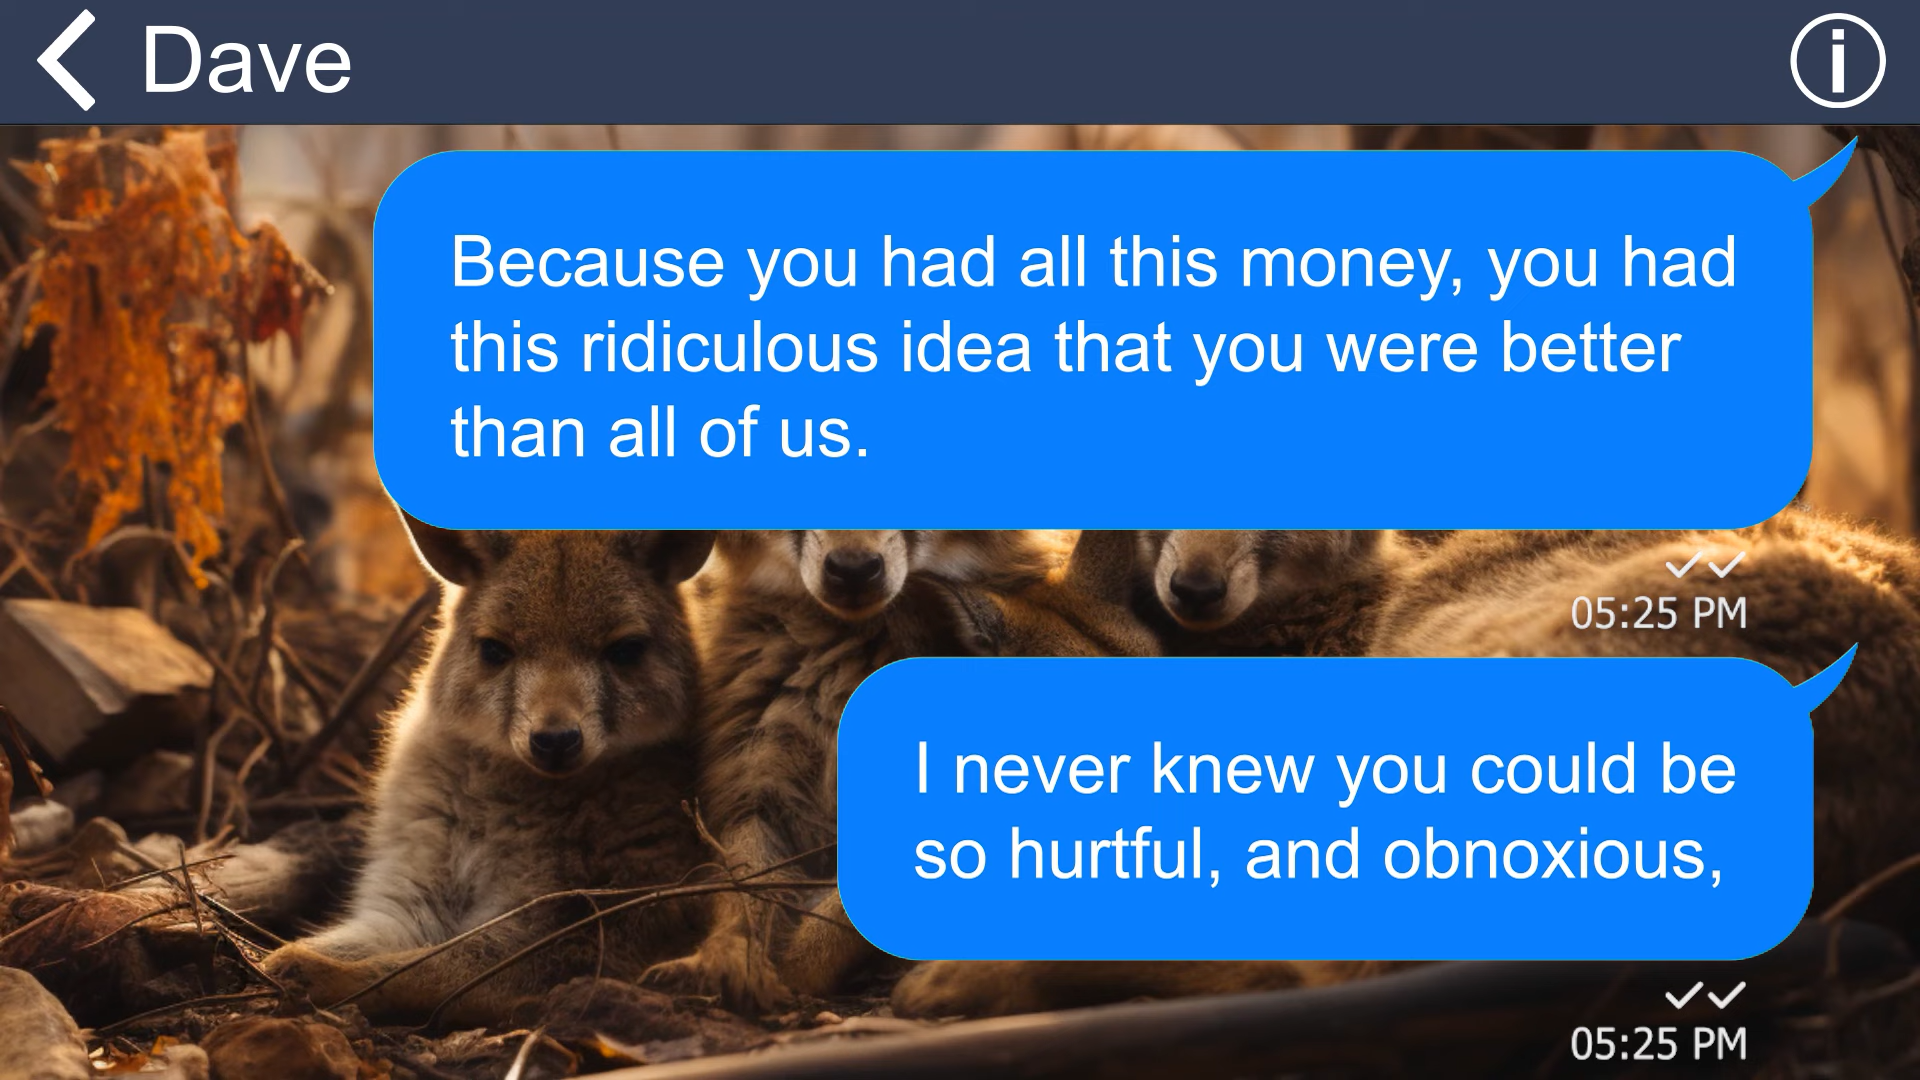 Dave
Because you had all this money, you had
this ridiculous idea that you were better
than all of us.
05:25 PM
I never knew you could be
so hurtful, and obnoxious,
05:25 PM